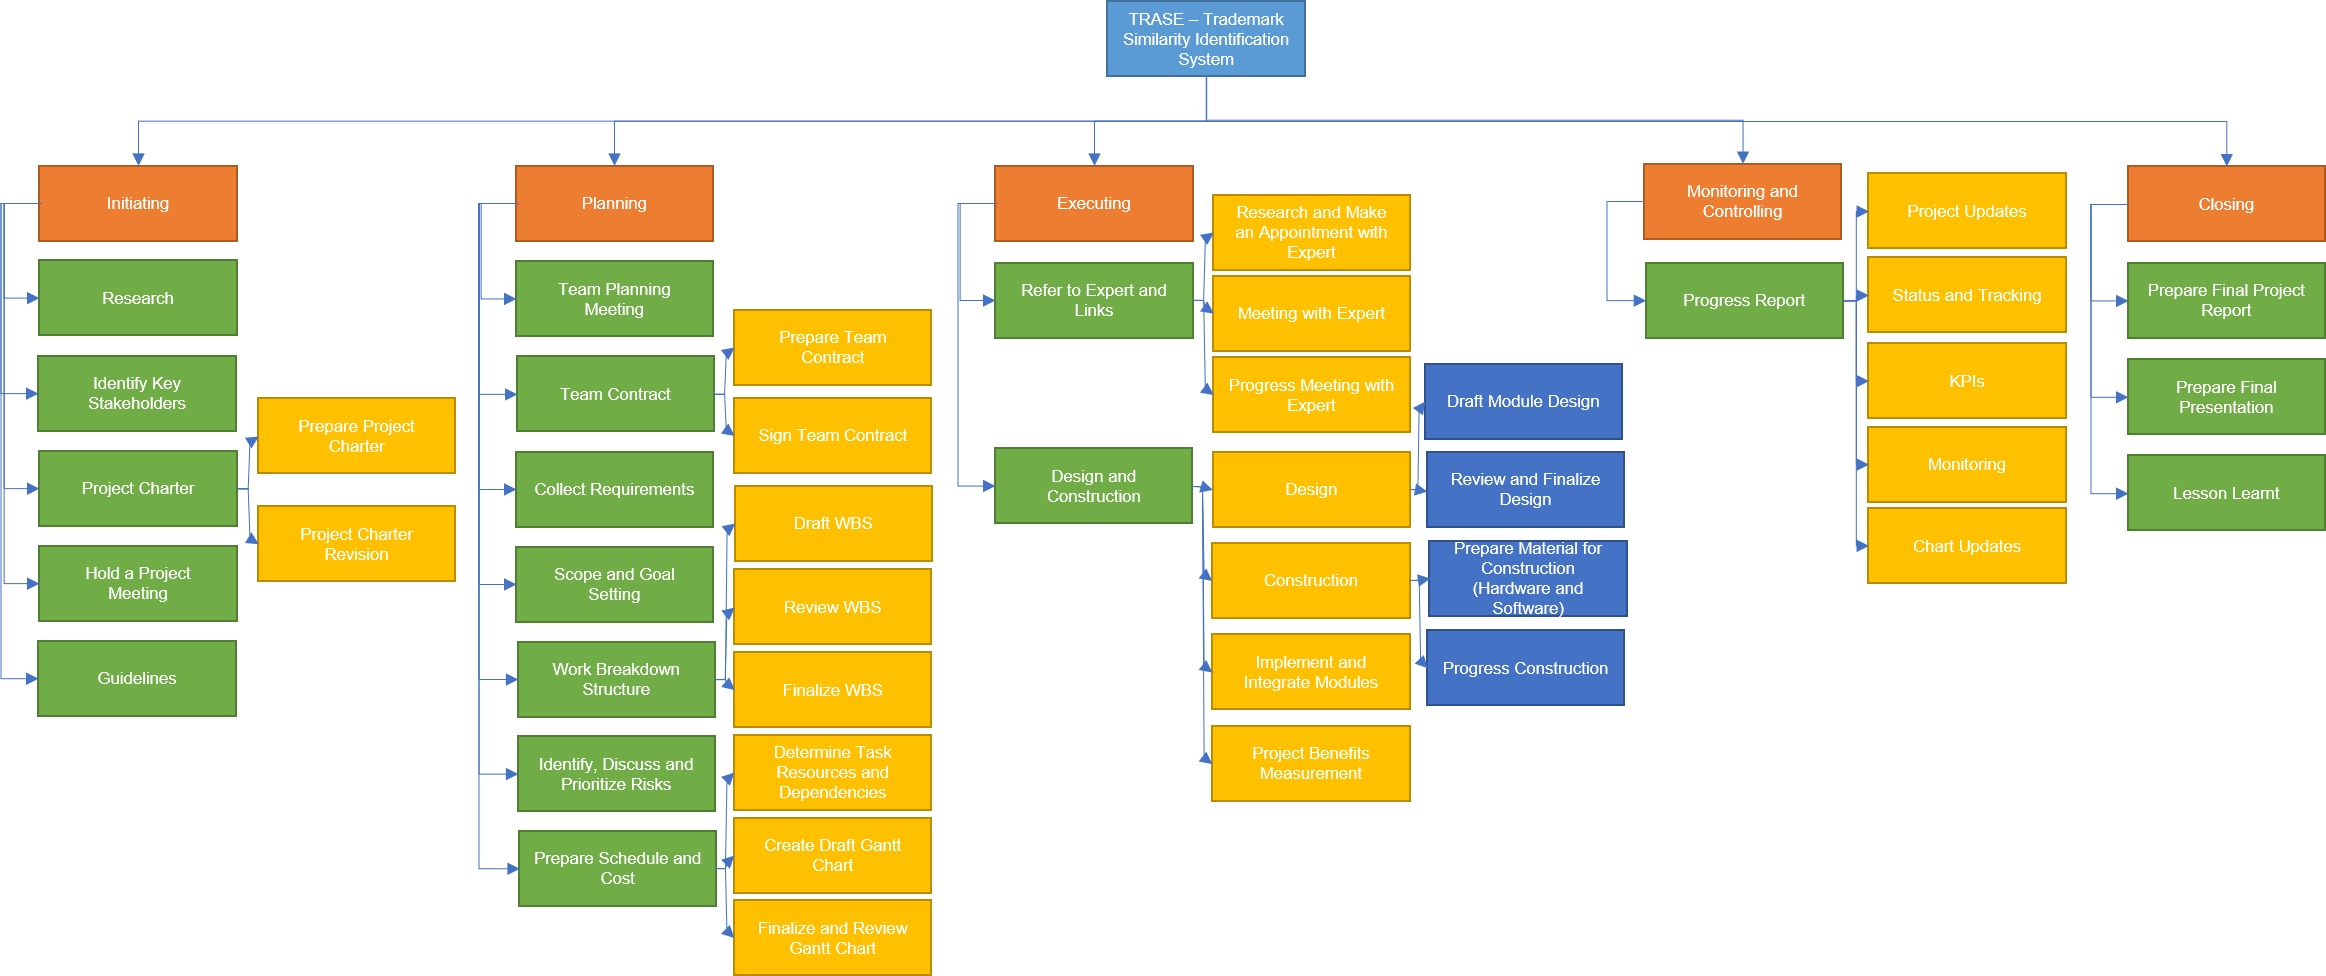 TRASE – Trademark
Similarity Identification
System
Initiating
Research
Identify Key
Stakeholders
Project Charter
Prepare Project
Charter
Project Charter
Revision
Hold a Project
Meeting
Guidelines
Planning
Team Planning
Meeting
Team Contract
Prepare Team
Contract
Sign Team Contract
Collect Requirements
Scope and Goal
Setting
Work Breakdown
Structure
Draft WBS
Review WBS
Finalize WBS
Identify, Discuss and
Prioritize Risks
Prepare Schedule and
Cost
Determine Task
Resources and
Dependencies
Create Draft Gantt
Chart
Finalize and Review
Gantt Chart
Executing
Refer to Expert and
Links
Research and Make
an Appointment with
Expert
Meeting with Expert
Progress Meeting with
Expert
Design and
Construction
Design
Draft Module Design
Review and Finalize
Design
Construction
Prepare Material for
Construction
(Hardware and
Software)
Progress Construction
Implement and
Integrate Modules
Project Benefits
Measurement
Monitoring and
Controlling
Progress Report
Project Updates
Status and Tracking
KPIs
Monitoring
Chart Updates
Closing
Prepare Final Project
Report
Prepare Final
Presentation
Lesson Learnt